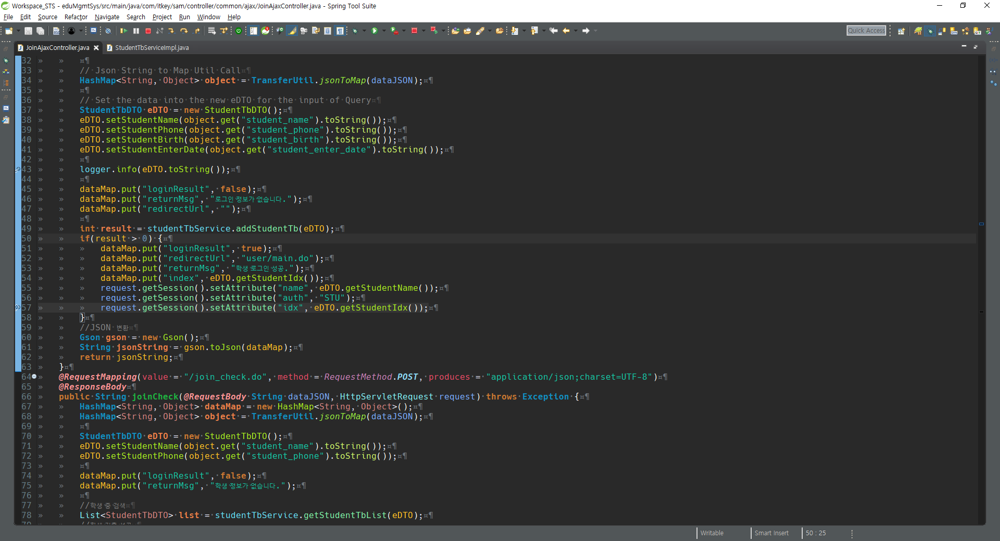 Workspace_STS - eduMgmtSys/src/main/java/com/itkey/sam/controller/common/ajax/JoinAjaxController.java - Spring Tool Suite
File Edit Source Refactor Navigate Search Project Run Window Help
Quick Access
JoinAjaxController.java StudentTbServiceImpl.java
32
33 // Json String to Map Util Call
34 HashMap<String, Object> object = TransferUtil.jsonToMap(dataJSON);
35
36 // Set the data into the new eDTO for the input of Query
37 StudentTbDTO eDTO = new StudentTbDTO();
38 eDTO.setStudentName(object.get("student_name").toString());
39 eDTO.setStudentPhone(object.get("student_phone").toString());
40 eDTO.setStudentBirth(object.get("student_birth").toString());
41 eDTO.setStudentEnterDate(object.get("student_enter_date").toString());
42
43 logger.info(eDTO.toString());
44
45 dataMap.put("loginResult", false);
46 dataMap.put("returnMsg", "로그인 정보가 없습니다.");
47 dataMap.put("redirectUrl", "");
48
49 int result = studentTbService.addStudentTb(eDTO);
50 if(result > 0) {
51 dataMap.put("loginResult", true);
52 dataMap.put("redirectUrl", "user/main.do");
53 dataMap.put("returnMsg", "학생 로그인 성공.");
54 dataMap.put("index", eDTO.getStudentIdx());
55 request.getSession().setAttribute("name", eDTO.getStudentName());
56 request.getSession().setAttribute("auth", "STU");
57 request.getSession().setAttribute("idx", eDTO.getStudentIdx());
58 }
59 //JSON 변환
60 Gson gson = new Gson();
61 String jsonString = gson.toJson(dataMap);
62 return jsonString;
63 }
64 @RequestMapping(value = "/join_check.do", method = RequestMethod.POST, produces = "application/json;charset=UTF-8")
65 @ResponseBody
66 public String joinCheck(@RequestBody String dataJSON, HttpServletRequest request) throws Exception {
67 HashMap<String, Object> dataMap = new HashMap<String, Object>();
68 HashMap<String, Object> object = TransferUtil.jsonToMap(dataJSON);
69
70 StudentTbDTO eDTO = new StudentTbDTO();
71 eDTO.setStudentName(object.get("student_name").toString());
72 eDTO.setStudentPhone(object.get("student_phone").toString());
73
74 dataMap.put("loginResult", false);
75 dataMap.put("returnMsg", "학생 정보가 없습니다.");
76
77 //학생 중 검색
78 List<StudentTbDTO> list = studentTbService.getStudentTbList(eDTO);
Writable Smart Insert 50 : 25